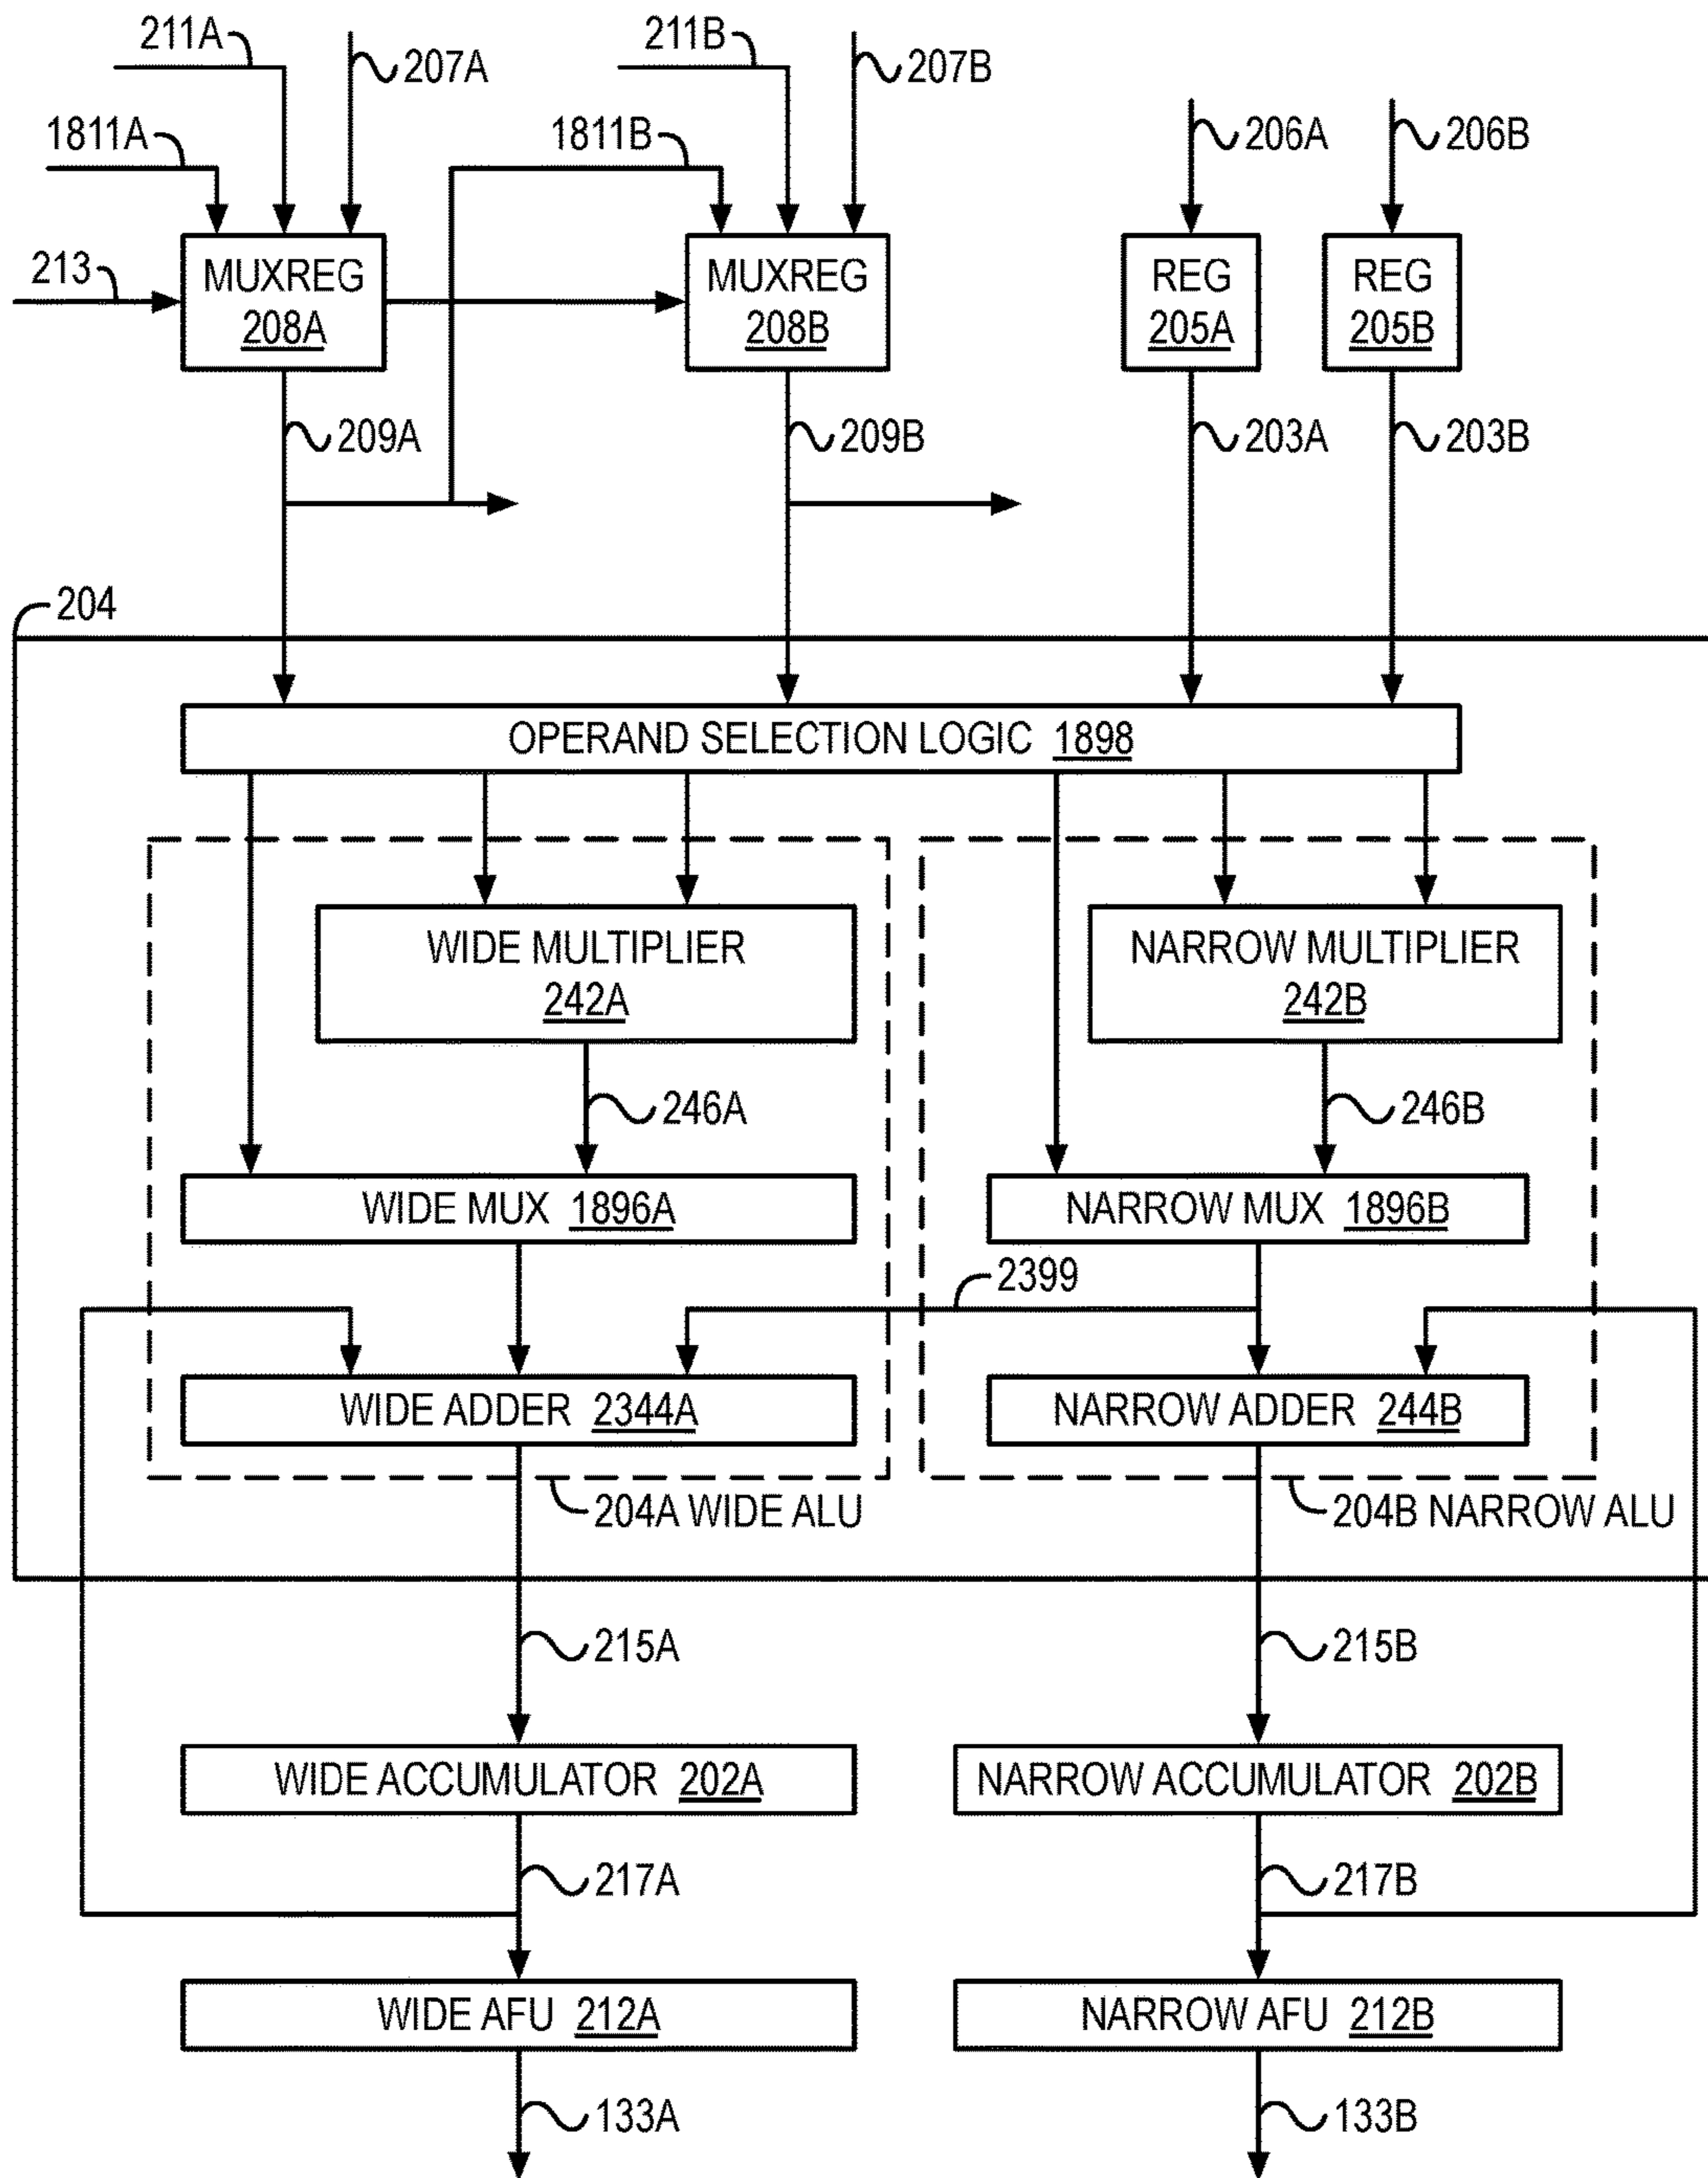 211A
207A
211B
207B
1811A
1811B
206A
206B
213
MUXREG
208A
MUXREG
208B
REG
205A
REG
205B
209A
209B
203A
203B
204
OPERAND SELECTION LOGIC 1898
WIDE MULTIPLIER
242A
NARROW MULTIPLIER
242B
246A
246B
WIDE MUX 1896A
NARROW MUX 1896B
2399
WIDE ADDER 2344A
NARROW ADDER 244B
204A WIDE ALU
204B NARROW ALU
215A
215B
WIDE ACCUMULATOR 202A
NARROW ACCUMULATOR 202B
217A
217B
WIDE AFU 212A
NARROW AFU 212B
133A
133B